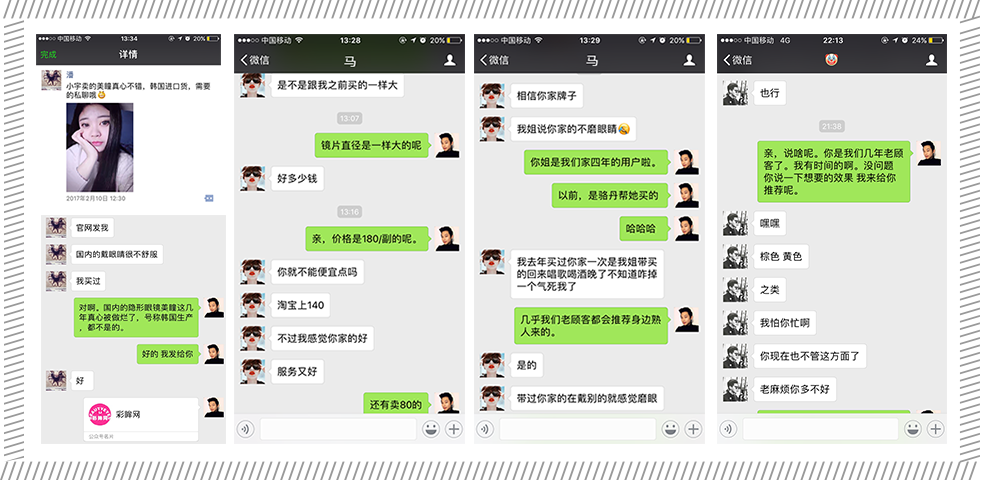 中国移动
13:34
20%
完成
详情
潘
小宇卖的美瞳真心不错，韩国进口货，需要
的私聊哦
2017年2月10日 12:30
官网发我
国内的戴眼睛很不舒服
我买过
对啊。国内的隐形眼镜美瞳这几
年真心被做烂了，号称韩国生产
，都不是的。
好的 我发给你
好
彩眸网
公众号名片
中国移动
13:28
20%
微信
马
是不是跟我之前买的一样大
13:07
镜片直径是一样大的呢
好多少钱
13:16
亲，价格是180/副的呢。
你就不能便宜点吗
淘宝上140
不过我感觉你家的好
服务又好
还有卖80的
中国移动
13:29
20%
微信
马
相信你家牌子
我姐说你家的不磨眼睛
你姐是我们家四年的用户啦。
以前，是骆丹帮她买的
哈哈哈
我去年买过你家一次是我姐带买
的回来唱歌喝酒晚了不知道咋掉
一个气死我了
几乎我们老顾客都会推荐身边熟
人来的。
是的
带过你家的在戴别的就感觉磨眼
中国移动 4G
22:13
24%
微信
也行
21:36
亲，说啥呢。你是我们几年老顾
客了。我有时间的啊。没问题
你说一下想要的效果 我来给你
推荐呢。
嘿嘿
棕色 黄色
之类
我怕你忙啊
你现在也不管这方面了
老麻烦你多不好